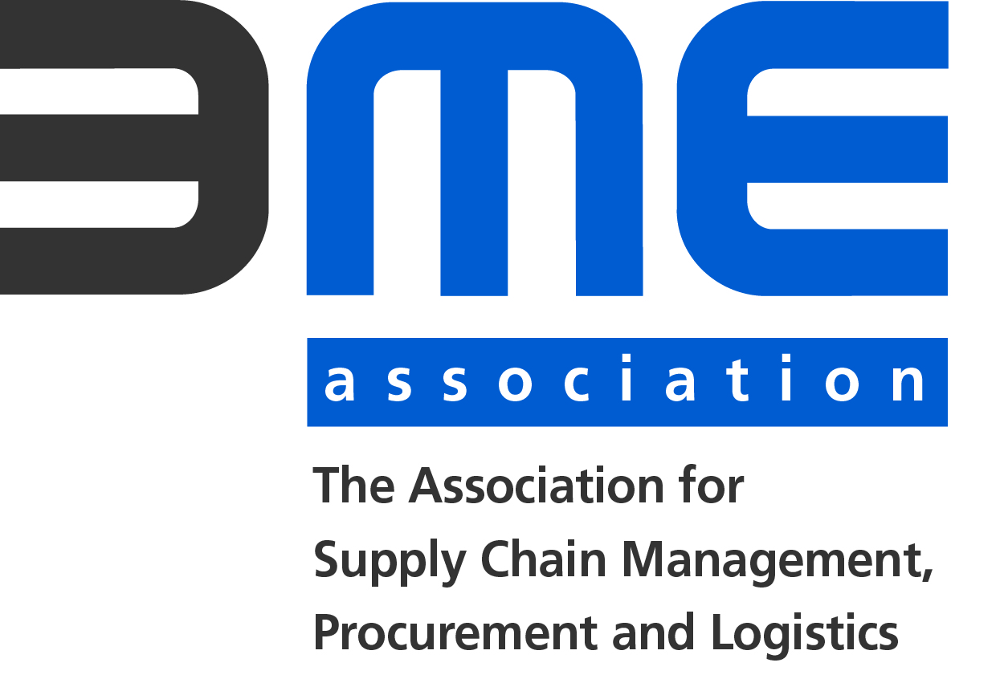 BME
association
The Association for
Supply Chain Management,
Procurement and Logistics